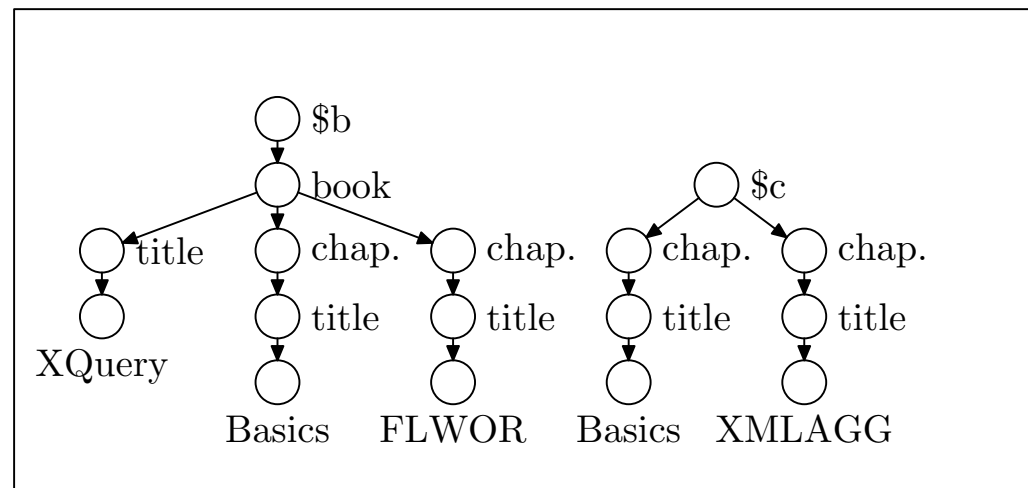 $b
book
$c
title chap. chap. chap. chap.
title title title title
XQuery
Basics FLWOR Basics XMLAGG